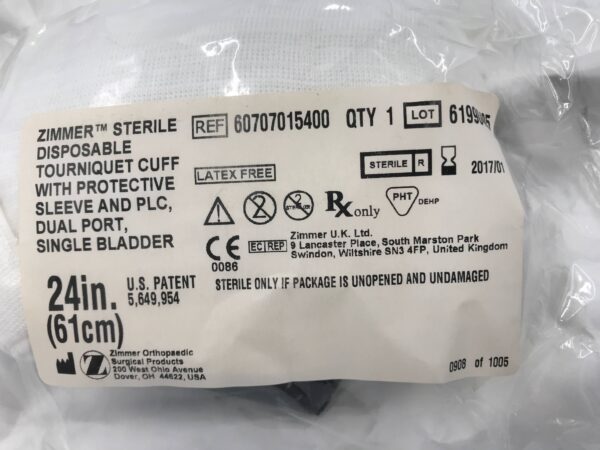 ZIMMER™ STERILE
DISPOSABLE
TOURNIQUET CUFF
WITH PROTECTIVE
SLEEVE AND PLC,
DUAL PORT,
SINGLE BLADDER
24in.
(61cm)
U.S. PATENT
5,649,954
Zimmer Orthopaedic
Surgical Products
200 West Ohio Avenue
Dover, OH 44622, USA
REF 60707015400 QTY 1 LOT
LATEX FREE
STERILE R 2017/01
2 STERILIZE Rx only PHT DEHP
CE 0086
EC REP Zimmer U.K. Ltd.
9 Lancaster Place, South Marston Park
Swindon, Wiltshire SN3 4FP, United Kingdom
STERILE ONLY IF PACKAGE IS UNOPENED AND UNDAMAGED
0908 of 1005